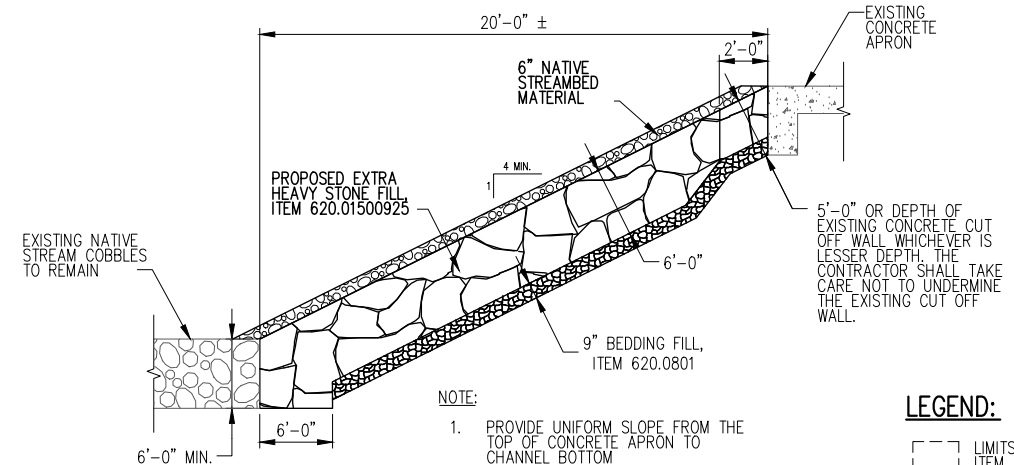 20'-0" ±
EXISTING
CONCRETE
APRON
2'-0"
6" NATIVE
STREAMBED
MATERIAL
4 MIN.
1
PROPOSED EXTRA
HEAVY STONE FILL,
ITEM 620.01500925
5'-0" OR DEPTH OF
EXISTING CONCRETE CUT
OFF WALL WHICHEVER IS
LESSER DEPTH. THE
CONTRACTOR SHALL TAKE
CARE NOT TO UNDERMINE
THE EXISTING CUT OFF
WALL.
EXISTING NATIVE
STREAM COBBLES
TO REMAIN
6'-0"
9" BEDDING FILL,
ITEM 620.0801
NOTE:
1. PROVIDE UNIFORM SLOPE FROM THE
TOP OF CONCRETE APRON TO
CHANNEL BOTTOM
6'-0"
6'-0" MIN.
LEGEND:
LIMITS
ITEM